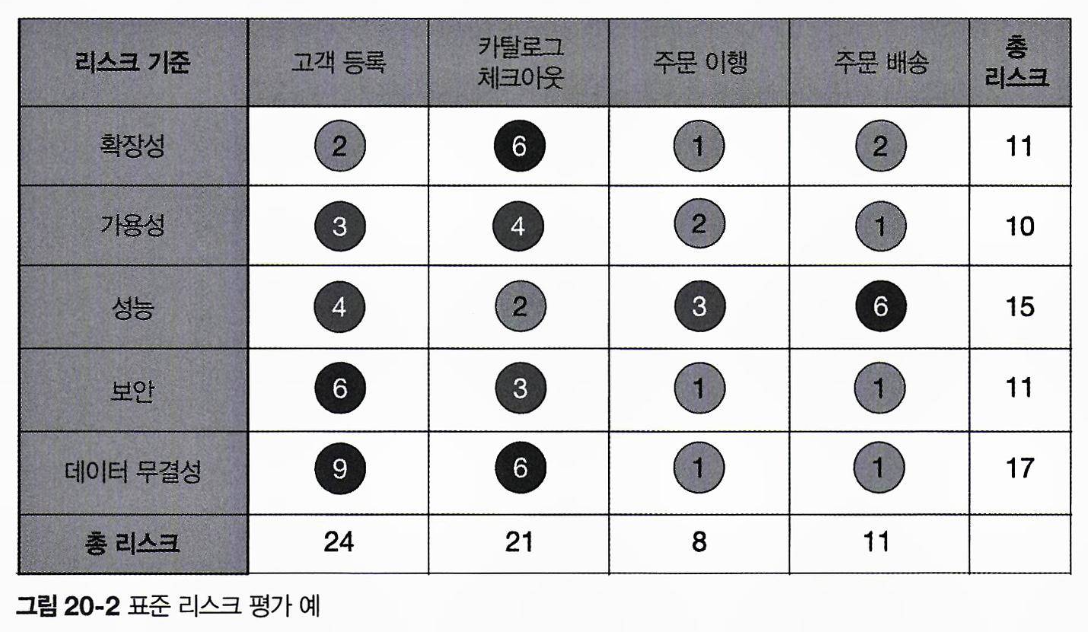 리스크 기준 고객 등록 카탈로그 체크아웃 주문 이행 주문 배송 총 리스크
확장성 2 6 1 2 11
가용성 3 4 2 1 10
성능 4 2 3 6 15
보안 6 3 1 1 11
데이터 무결성 9 6 1 1 17
총 리스크 24 21 8 11
그림 20-2 표준 리스크 평가 예